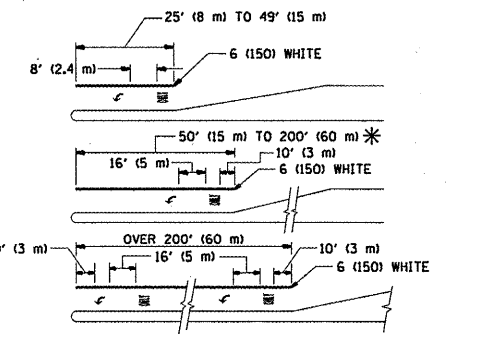 25' (8 m) TO 49' (15 m)
6 (150) WHITE
8' (2.4 m)
50' (15 m) TO 200' (60 m) ✳
16' (5 m)
10' (3 m)
6 (150) WHITE
OVER 200' (60 m)
' (3 m)
16' (5 m)
10' (3 m)
6 (150) WHITE